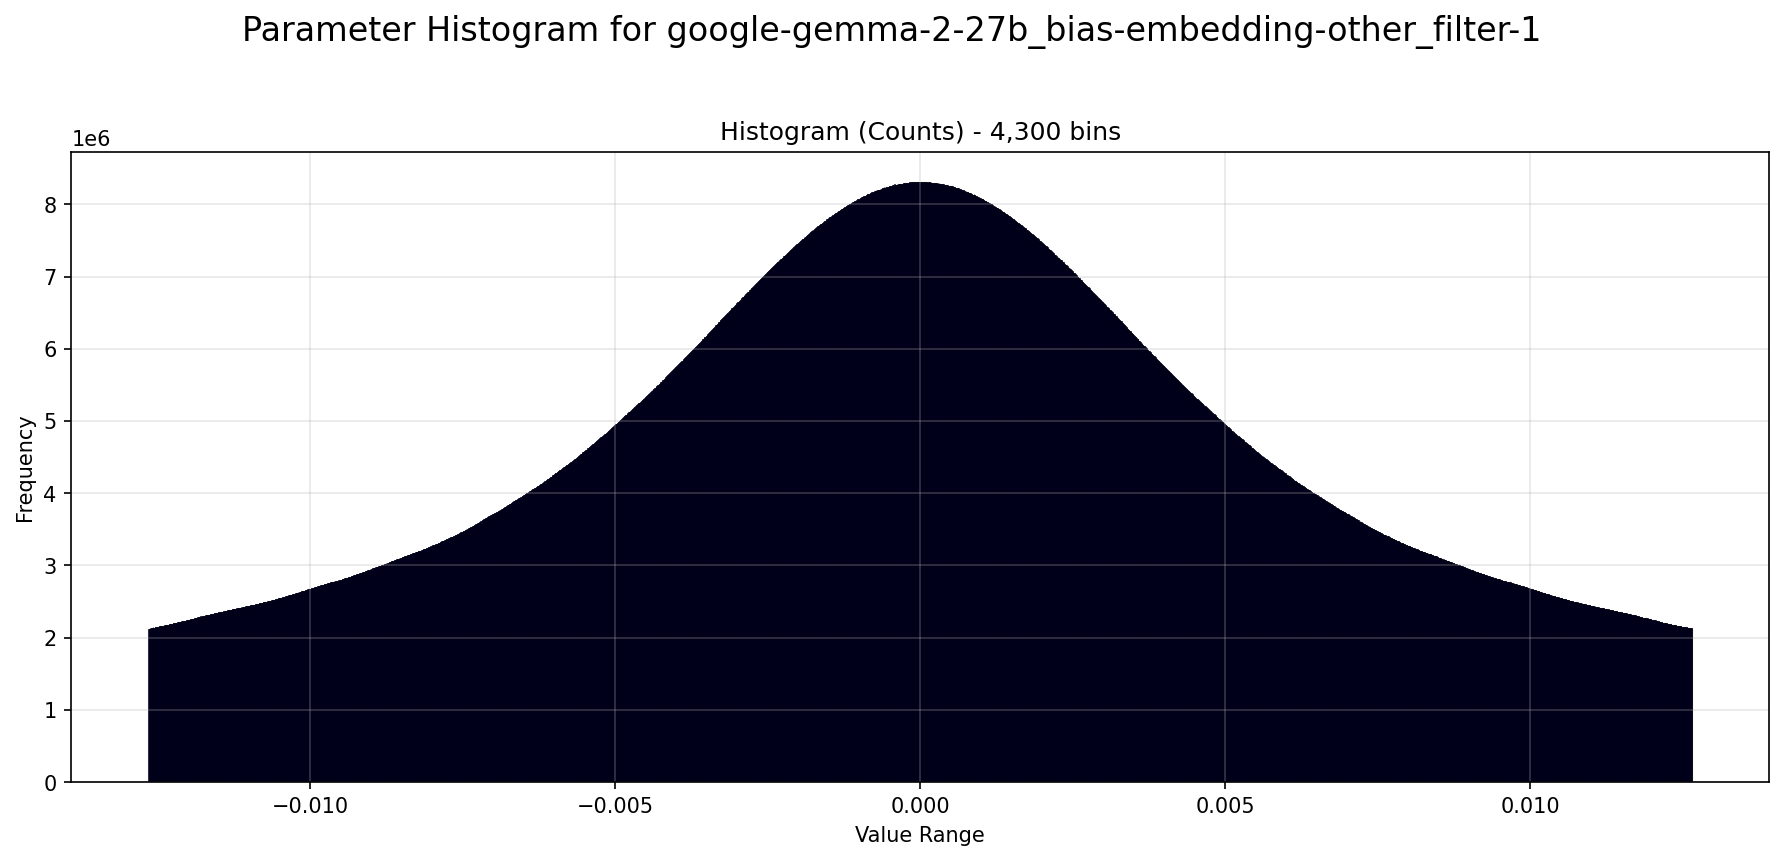 Parameter Histogram for google-gemma-2-27b_bias-embedding-other_filter-1
Histogram (Counts) - 4,300 bins
1e6
8
7
6
5
4
3
2
1
0
Frequency
−0.010 −0.005 0.000 0.005 0.010
Value Range